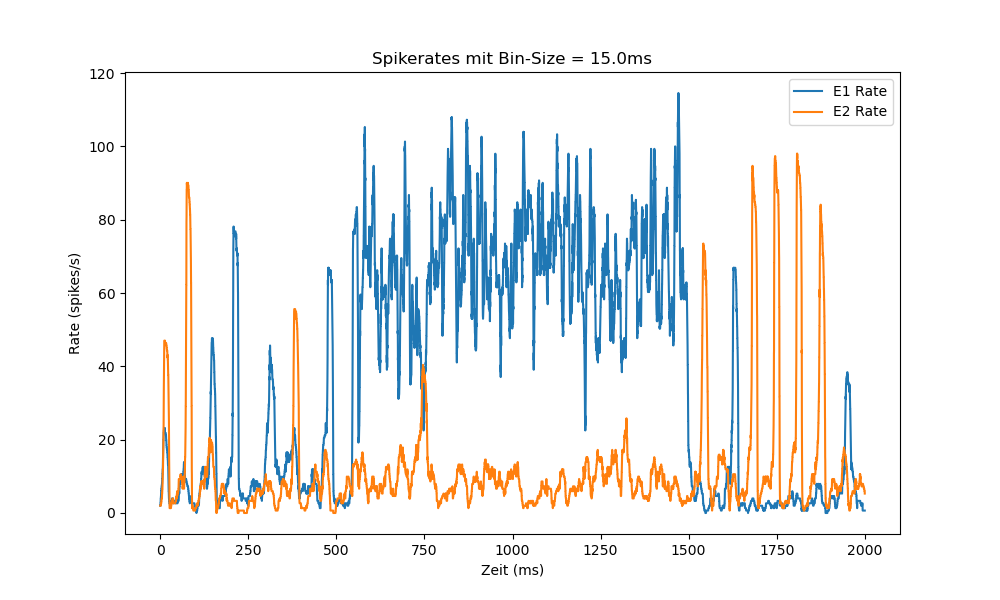 Spikerates mit Bin-Size = 15.0ms
E1 Rate
E2 Rate
120
100
80
60
40
20
0
Rate (spikes/s)
0 250 500 750 1000 1250 1500 1750 2000
Zeit (ms)